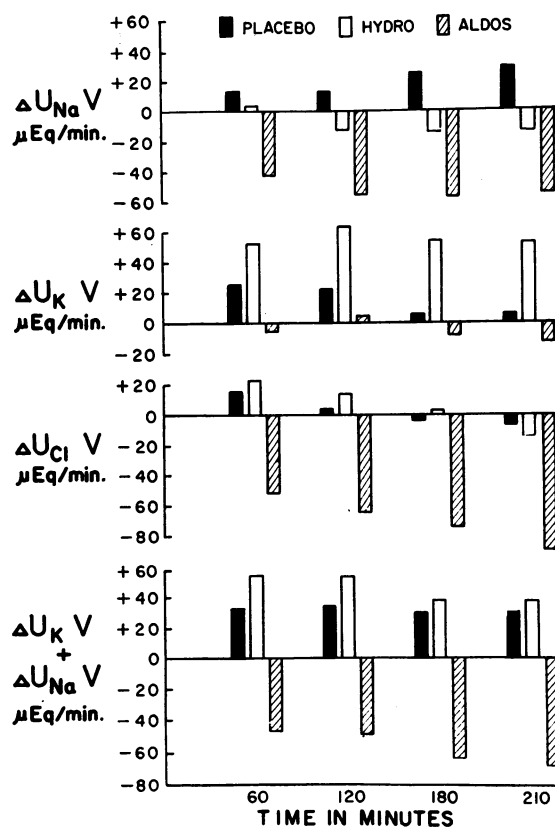 PLACEBO HYDRO ALDOS
+60
+40
+20
0
-20
-40
-60
ΔU_Na V
μEq/min.
+60
+40
+20
0
-20
ΔU_K V
μEq/min.
+20
0
-20
-40
-60
-80
ΔU_Cl V
μEq/min.
+60
+40
+20
0
-20
-40
-60
-80
ΔU_K V
+
ΔU_Na V
μEq/min.
60 120 180 210
TIME IN MINUTES